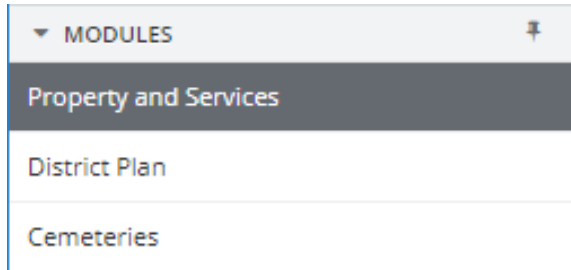 MODULES
Property and Services
District Plan
Cemeteries